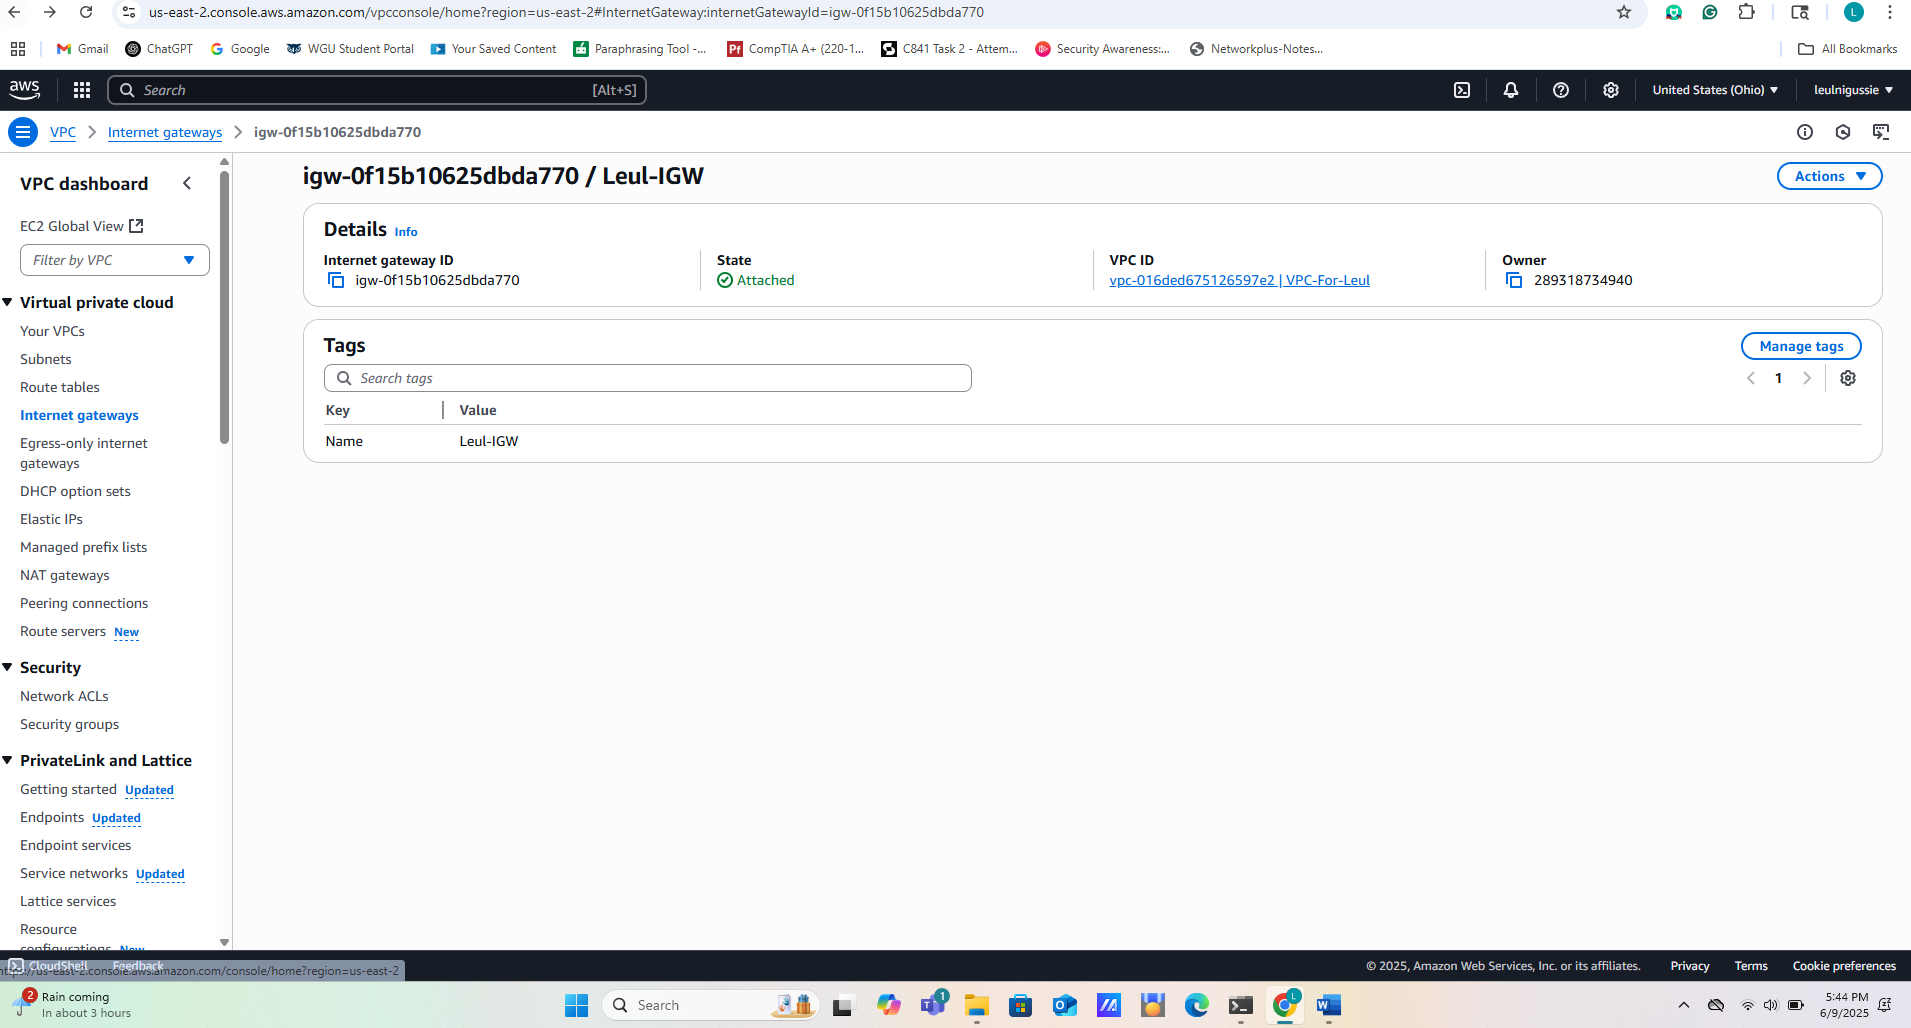 us-east-2.console.aws.amazon.com/vpcconsole/home?region=us-east-2#InternetGateway:internetGatewayId=igw-0f15b10625dbda770
L
Gmail ChatGPT Google WGU Student Portal Your Saved Content Paraphrasing Tool -... Pf CompTIA A+ (220-1... C841 Task 2 - Attem... Security Awareness:... Networkplus-Notes... All Bookmarks
aws Search [Alt+S] United States (Ohio) leulnigussie
VPC Internet gateways igw-0f15b10625dbda770
VPC dashboard
EC2 Global View
Filter by VPC
Virtual private cloud
Your VPCs
Subnets
Route tables
Internet gateways
Egress-only internet
gateways
DHCP option sets
Elastic IPs
Managed prefix lists
NAT gateways
Peering connections
Route servers New
Security
Network ACLs
Security groups
PrivateLink and Lattice
Getting started Updated
Endpoints Updated
Endpoint services
Service networks Updated
Lattice services
Resource
configurations New
igw-0f15b10625dbda770 / Leul-IGW
Actions
Details Info
Internet gateway ID
igw-0f15b10625dbda770
State
Attached
VPC ID
vpc-016ded675126597e2 | VPC-For-Leul
Owner
289318734940
Tags
Manage tags
Search tags
1
Key Value
Name Leul-IGW
CloudShell Feedback
https://us-east-2.console.aws.amazon.com/console/home?region=us-east-2
© 2025, Amazon Web Services, Inc. or its affiliates. Privacy Terms Cookie preferences
2
Rain coming
In about 3 hours
Search
1
L
5:44 PM
6/9/2025